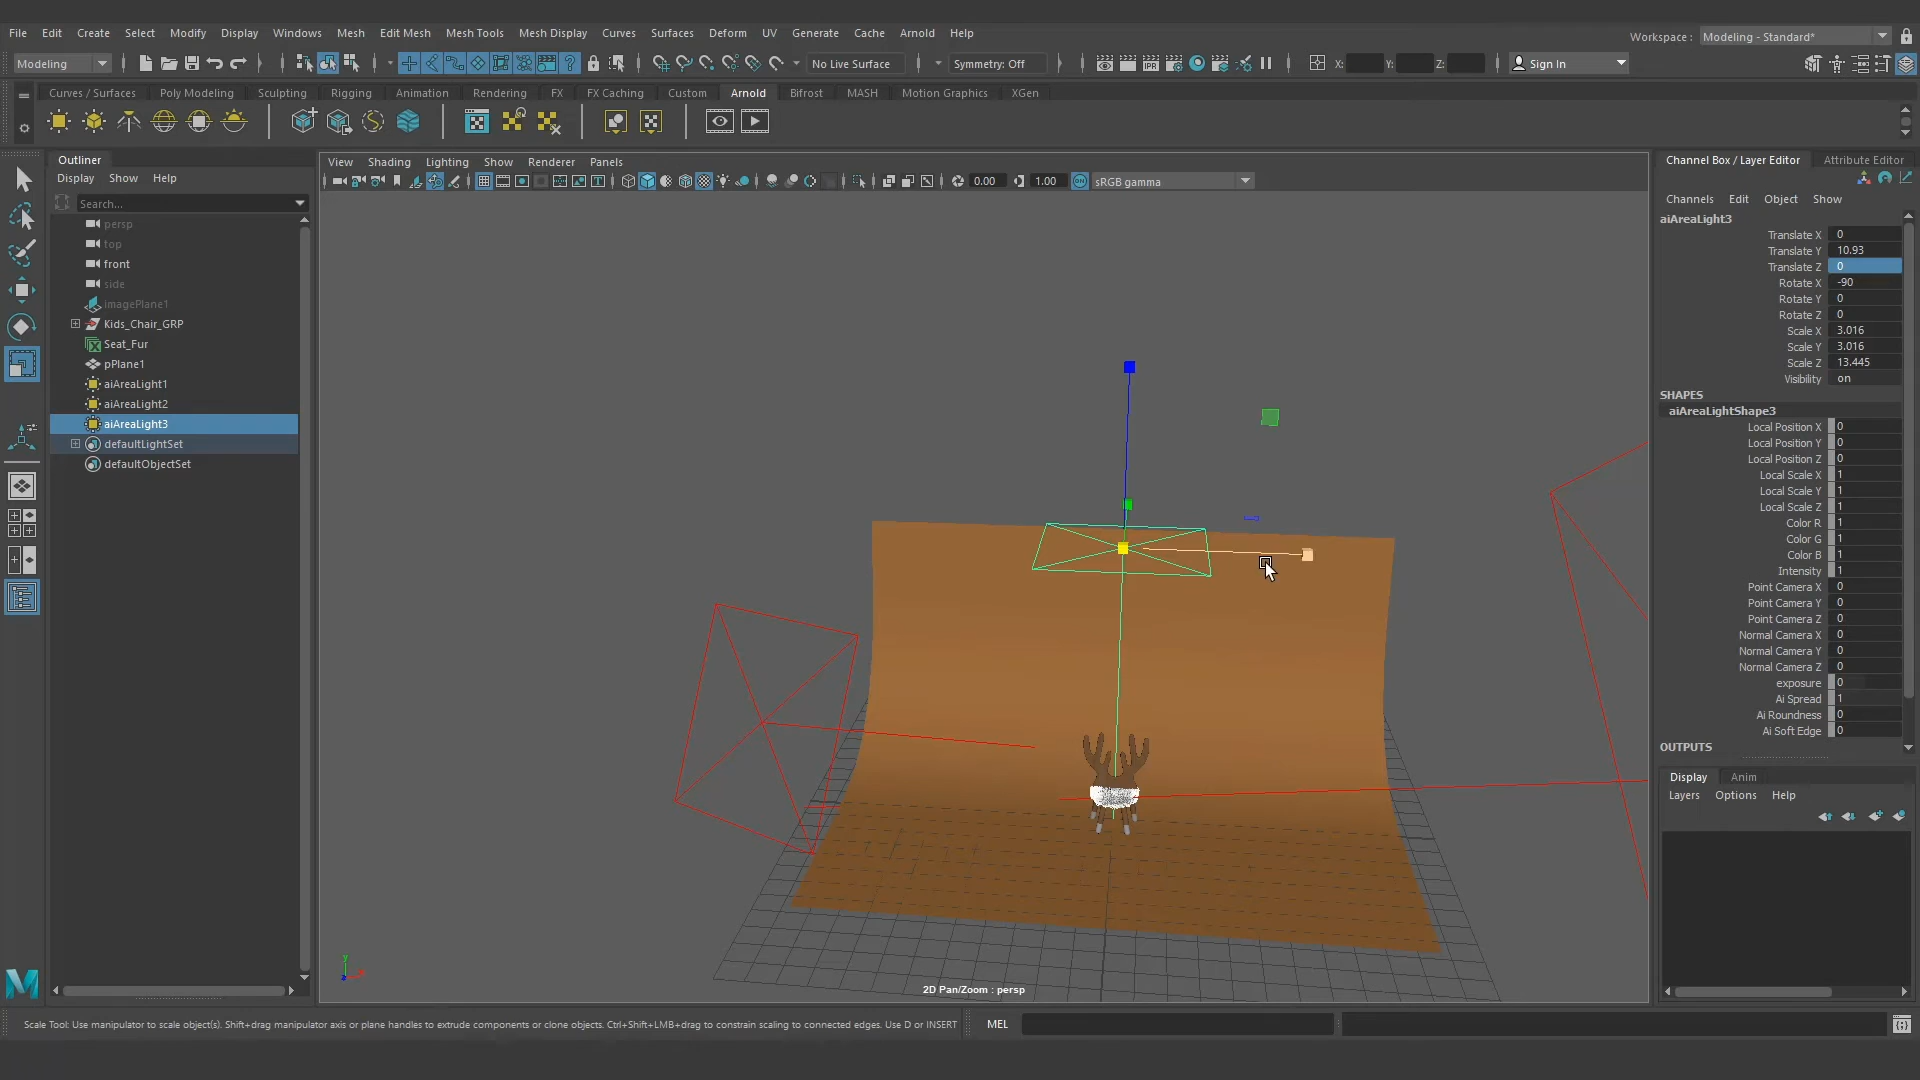 File Edit Create Select Modify Display Windows Mesh Edit Mesh Mesh Tools Mesh Display Curves Surfaces Deform UV Generate Cache Arnold Help
Workspace : Modeling - Standard*
Modeling No Live Surface Symmetry: Off X: Y: Z: Sign In
Curves / Surfaces Poly Modeling Sculpting Rigging Animation Rendering FX FX Caching Custom Arnold Bifrost MASH Motion Graphics XGen
Outliner
Display Show Help
Search...
persp
top
front
side
imagePlane1
Kids_Chair_GRP
Seat_Fur
pPlane1
aiAreaLight1
aiAreaLight2
aiAreaLight3
defaultLightSet
defaultObjectSet
View Shading Lighting Show Renderer Panels
0.00 1.00 ON sRGB gamma
y
2D Pan/Zoom : persp
Channel Box / Layer Editor Attribute Editor
Channels Edit Object Show
aiAreaLight3
Translate X 0
Translate Y 10.93
Translate Z 0
Rotate X -90
Rotate Y 0
Rotate Z 0
Scale X 3.016
Scale Y 3.016
Scale Z 13.445
Visibility on
SHAPES
aiAreaLightShape3
Local Position X 0
Local Position Y 0
Local Position Z 0
Local Scale X 1
Local Scale Y 1
Local Scale Z 1
Color R 1
Color G 1
Color B 1
Intensity 1
Point Camera X 0
Point Camera Y 0
Point Camera Z 0
Normal Camera X 0
Normal Camera Y 0
Normal Camera Z 0
exposure 0
Ai Spread 1
Ai Roundness 0
Ai Soft Edge 0
OUTPUTS
Display Anim
Layers Options Help
Scale Tool: Use manipulator to scale object(s). Shift+drag manipulator axis or plane handles to extrude components or clone objects. Ctrl+Shift+LMB+drag to constrain scaling to connected edges. Use D or INSERT
MEL